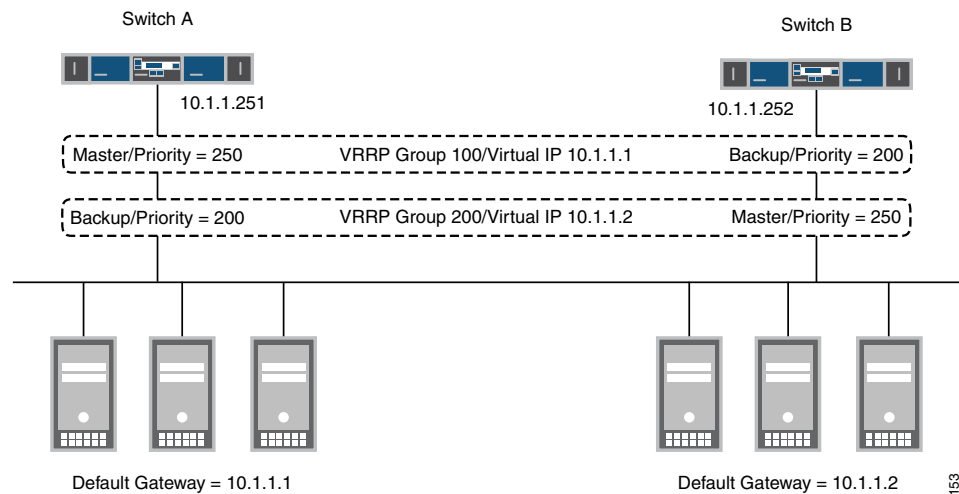 Switch A
Switch B
10.1.1.251
10.1.1.252
Master/Priority = 250 VRRP Group 100/Virtual IP 10.1.1.1 Backup/Priority = 200
Backup/Priority = 200 VRRP Group 200/Virtual IP 10.1.1.2 Master/Priority = 250
Default Gateway = 10.1.1.1 Default Gateway = 10.1.1.2
153